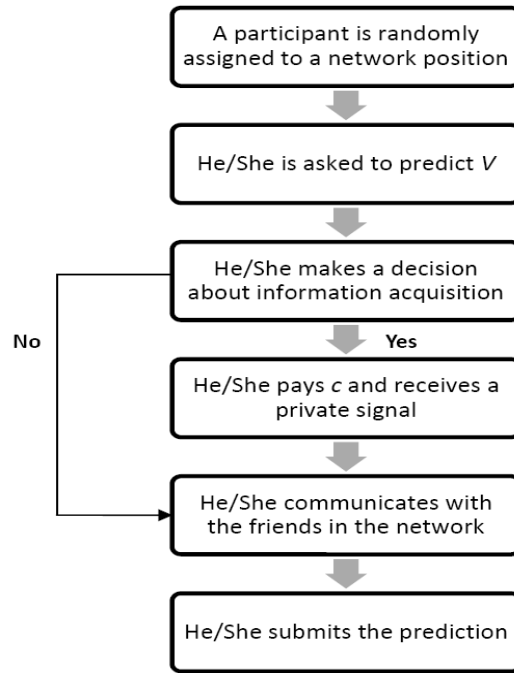 A participant is randomly
assigned to a network position
He/She is asked to predict V
He/She makes a decision
about information acquisition
No
Yes
He/She pays c and receives a
private signal
He/She communicates with
the friends in the network
He/She submits the prediction